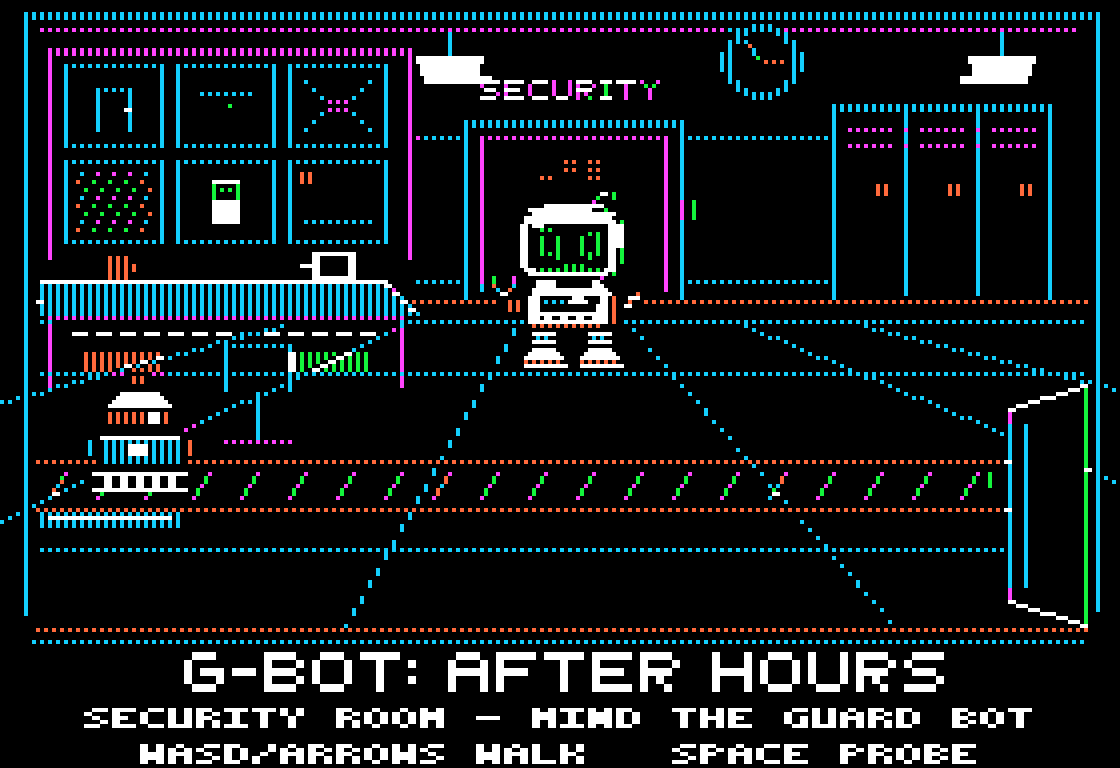 SECURITY
G-BOT: AFTER HOURS
SECURITY ROOM - MIND THE GUARD BOT
WASD/ARROWS WALK    SPACE PROBE